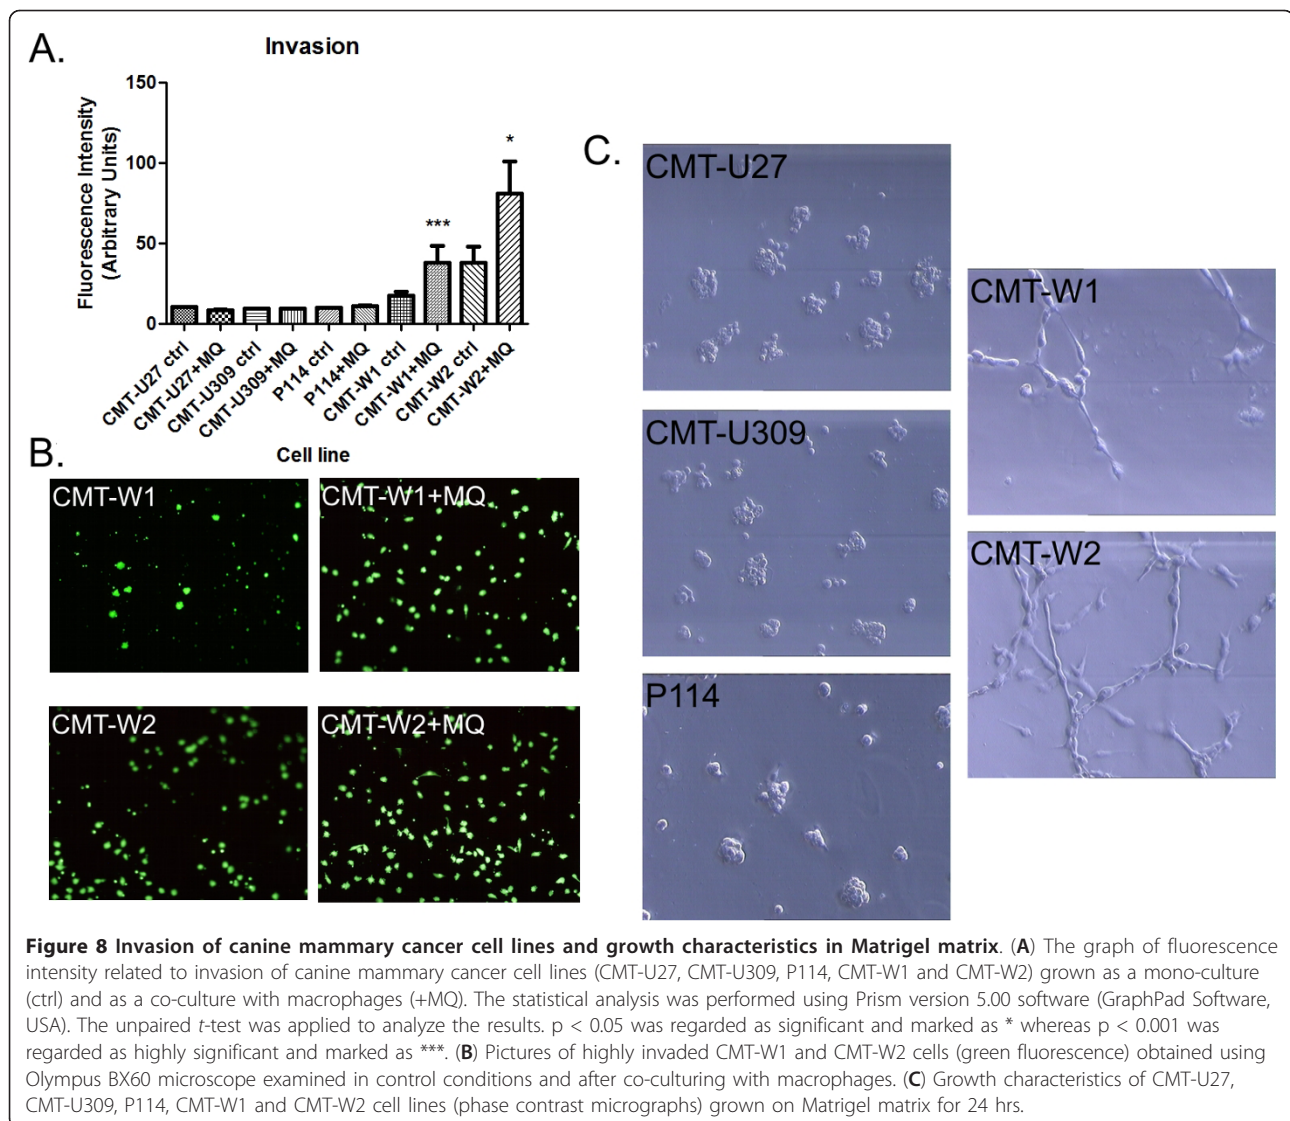 A.
Invasion
150
100
50
0
Fluorescence Intensity
(Arbitrary Units)
***
*
CMT-U27 ctrl
CMT-U27+MQ
CMT-U309 ctrl
CMT-U309+MQ
P114 ctrl
P114+MQ
CMT-W1 ctrl
CMT-W1+MQ
CMT-W2 ctrl
CMT-W2+MQ
Cell line
B.
CMT-W1
CMT-W1+MQ
CMT-W2
CMT-W2+MQ
C.
CMT-U27
CMT-U309
P114
CMT-W1
CMT-W2
Figure 8 Invasion of canine mammary cancer cell lines and growth characteristics in Matrigel matrix. (A) The graph of fluorescence
intensity related to invasion of canine mammary cancer cell lines (CMT-U27, CMT-U309, P114, CMT-W1 and CMT-W2) grown as a mono-culture
(ctrl) and as a co-culture with macrophages (+MQ). The statistical analysis was performed using Prism version 5.00 software (GraphPad Software,
USA). The unpaired t-test was applied to analyze the results. p < 0.05 was regarded as significant and marked as * whereas p < 0.001 was
regarded as highly significant and marked as ***. (B) Pictures of highly invaded CMT-W1 and CMT-W2 cells (green fluorescence) obtained using
Olympus BX60 microscope examined in control conditions and after co-culturing with macrophages. (C) Growth characteristics of CMT-U27,
CMT-U309, P114, CMT-W1 and CMT-W2 cell lines (phase contrast micrographs) grown on Matrigel matrix for 24 hrs.